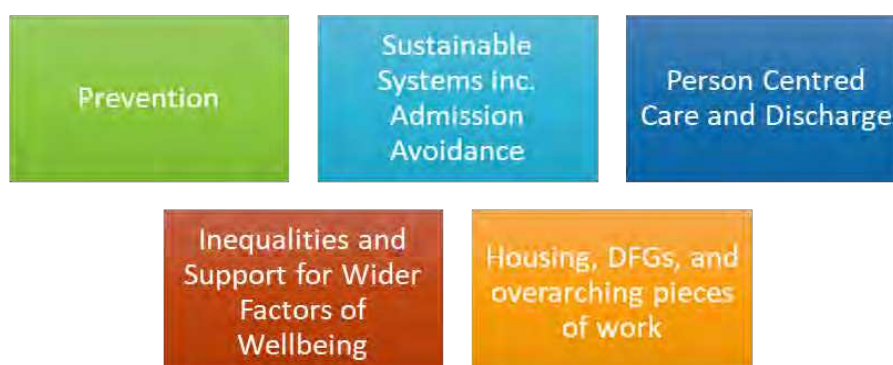 Prevention
Sustainable
Systems inc.
Admission
Avoidance
Person Centred
Care and Discharge
Inequalities and
Support for Wider
Factors of
Wellbeing
Housing, DFGs, and
overarching pieces
of work